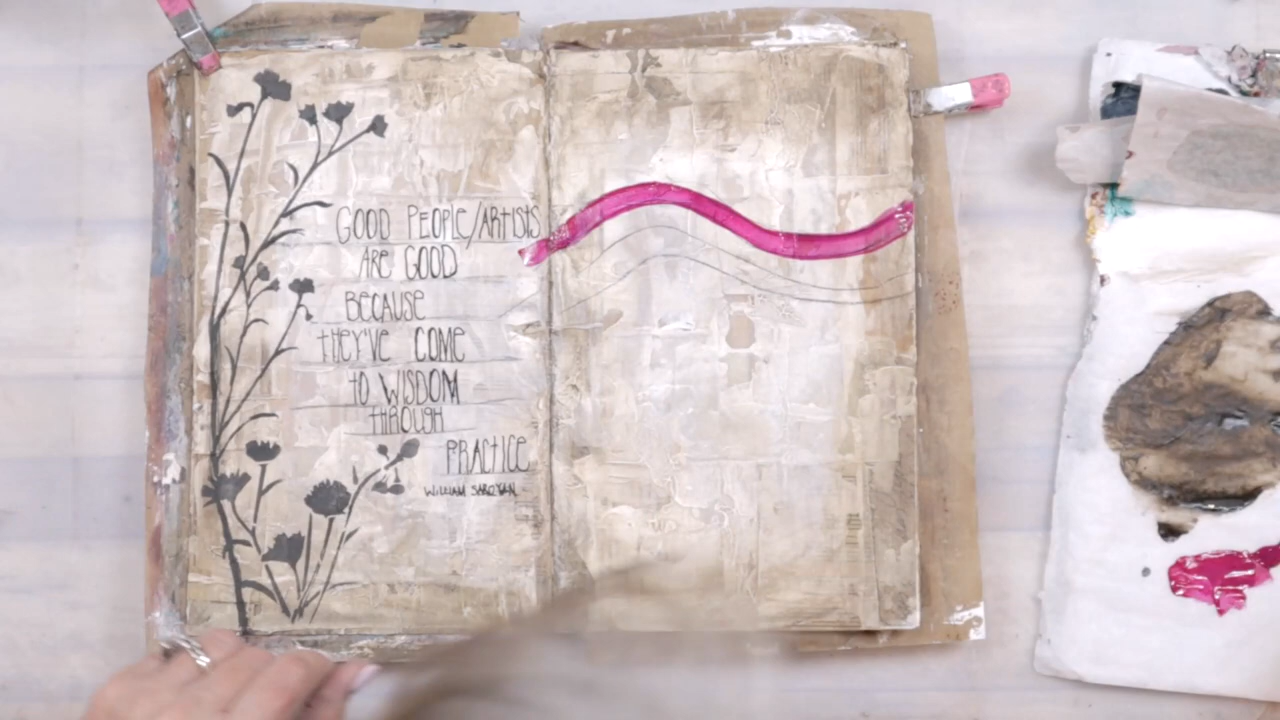 GOOD PEOPLE/ARTISTS
ARE GOOD
BECAUSE
THEY'VE COME
TO WISDOM
THROUGH
PRACTICE
WILLIAM SAROYAN